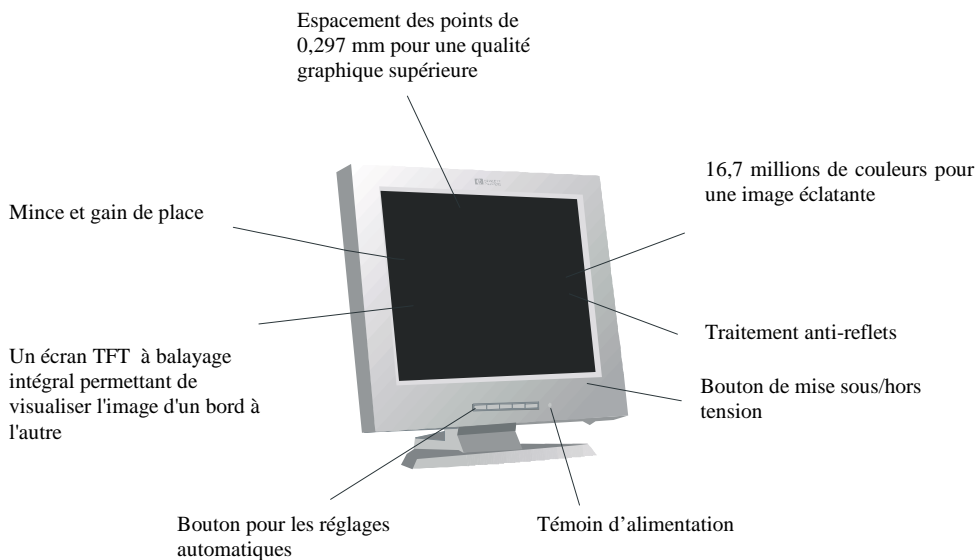 Espacement des points de
0,297 mm pour une qualité
graphique supérieure
16,7 millions de couleurs pour
une image éclatante
Mince et gain de place
Traitement anti-reflets
Un écran TFT à balayage
intégral permettant de
visualiser l'image d'un bord à
l'autre
Bouton de mise sous/hors
tension
Bouton pour les réglages
automatiques
Témoin d’alimentation